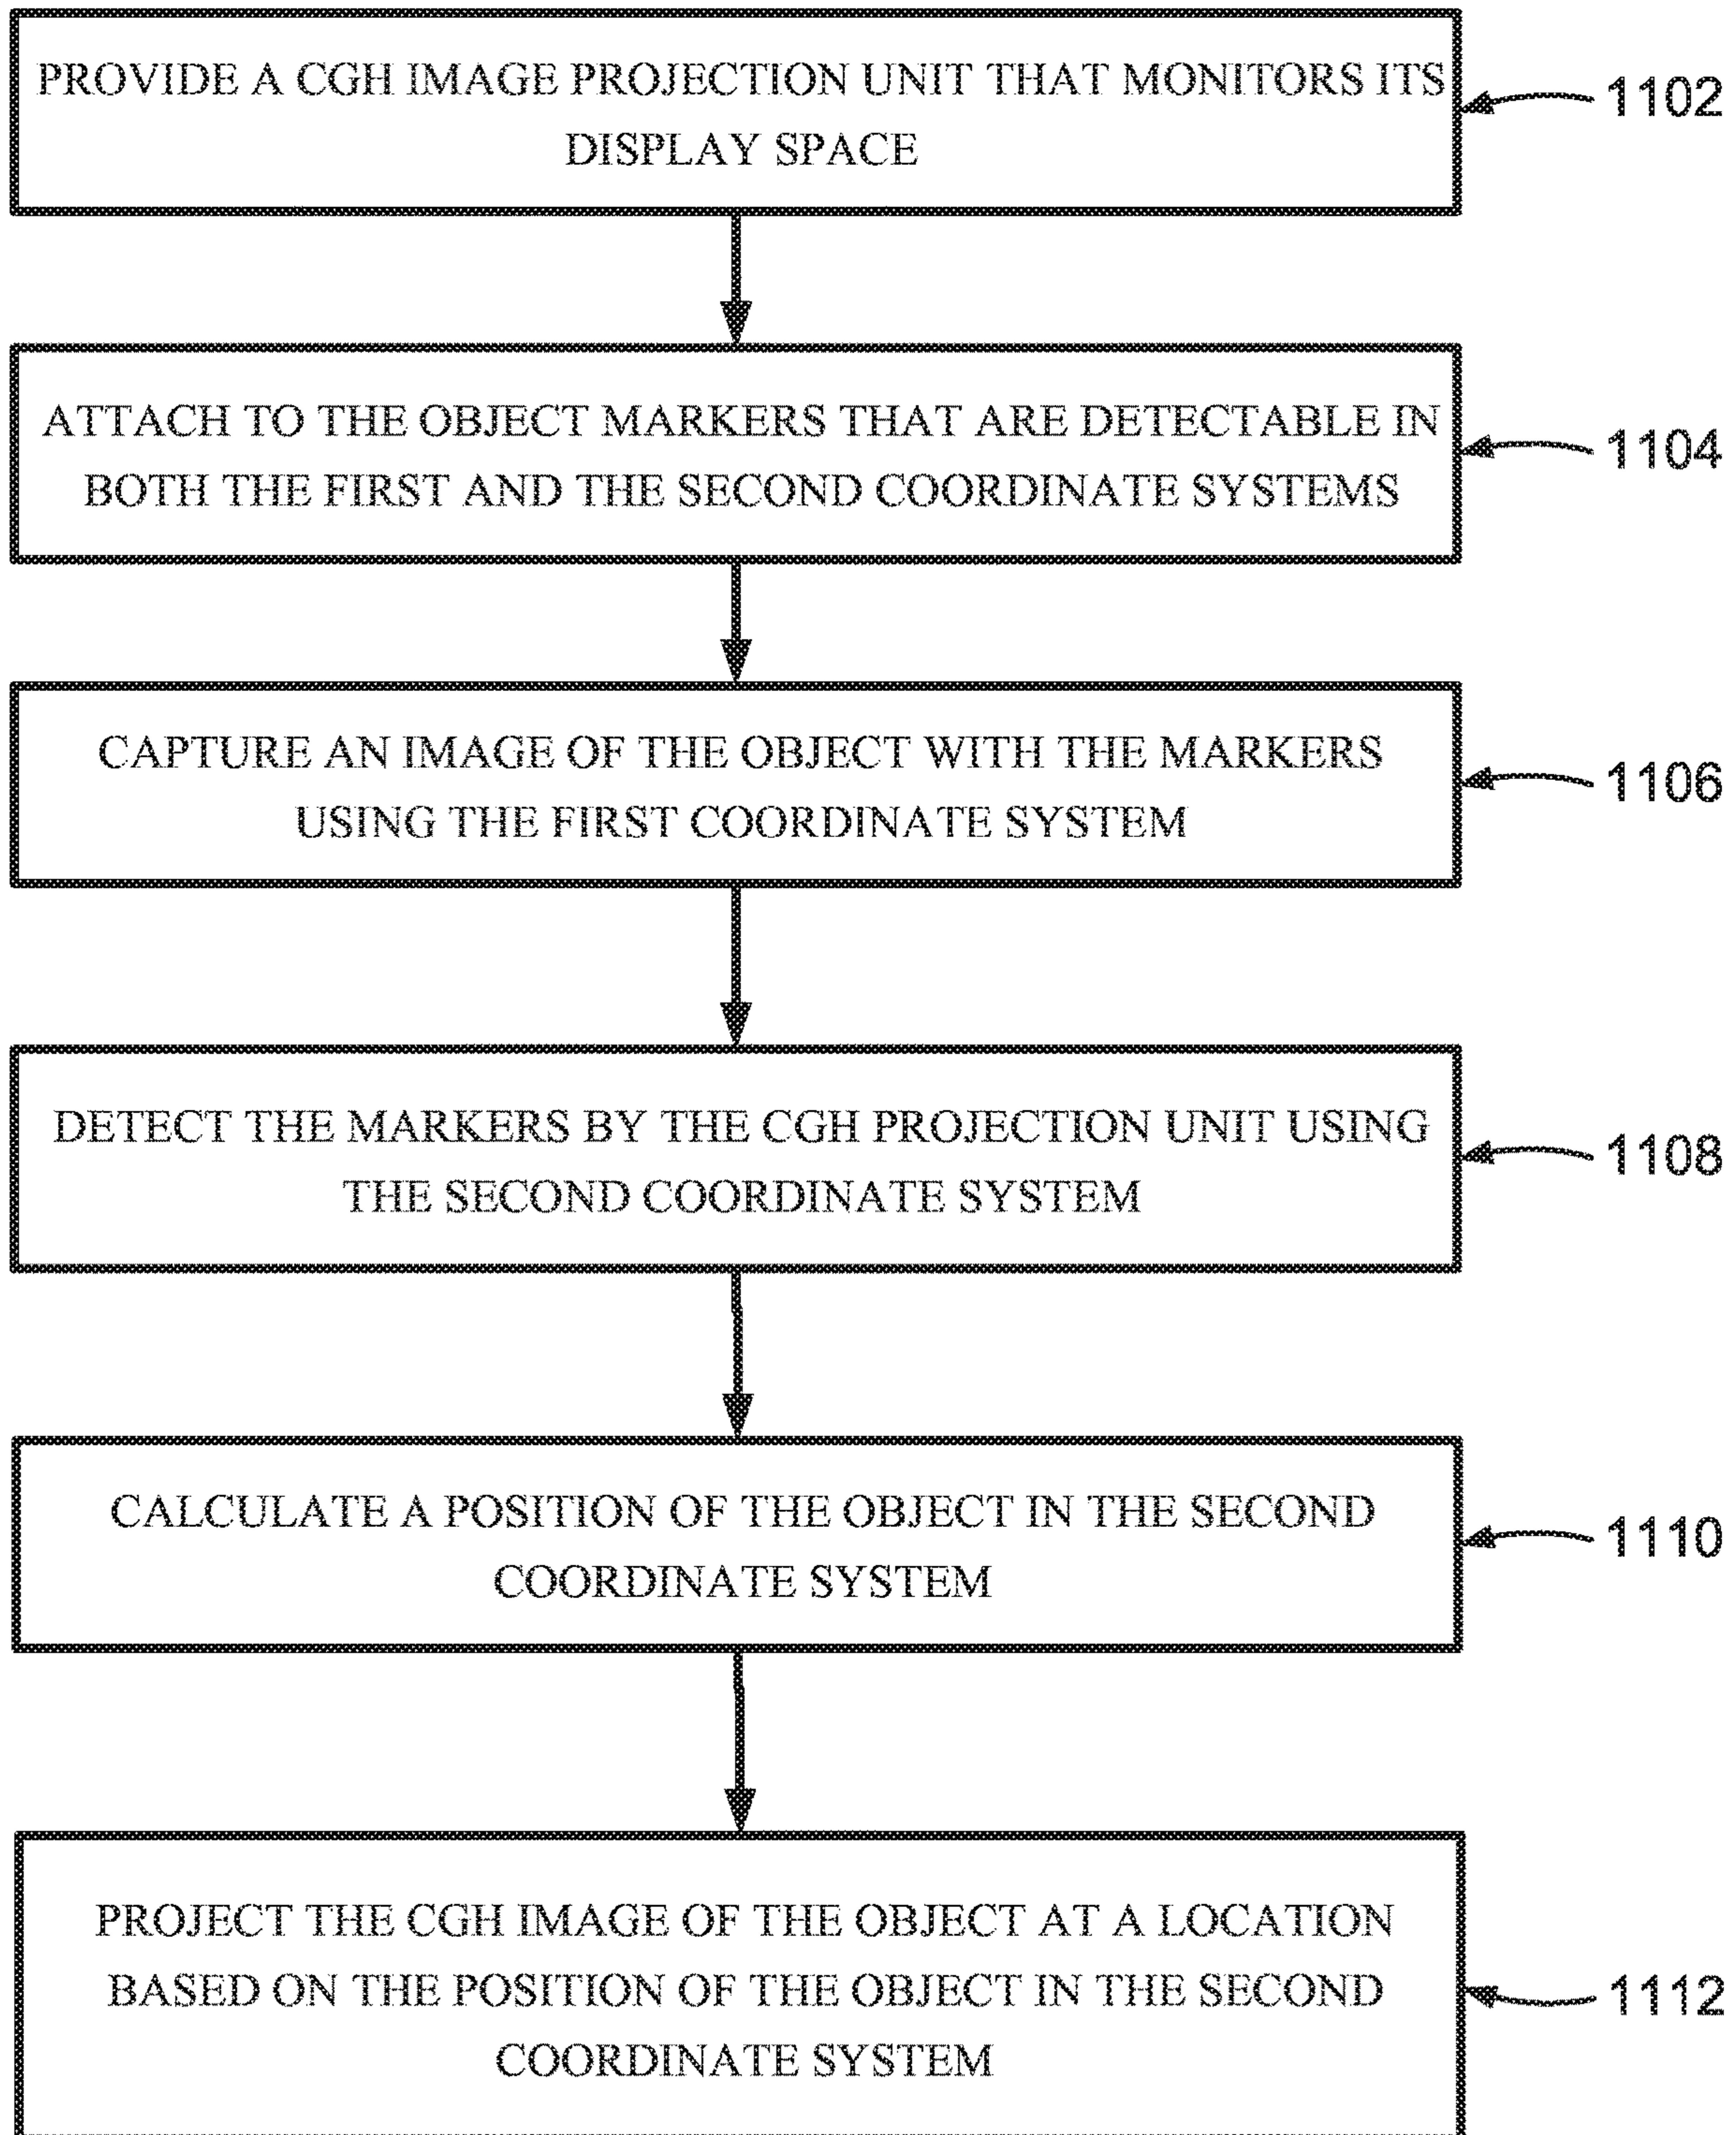 PROVIDE A CGH IMAGE PROJECTION UNIT THAT MONITORS ITS
DISPLAY SPACE
1102
ATTACH TO THE OBJECT MARKERS THAT ARE DETECTABLE IN
BOTH THE FIRST AND THE SECOND COORDINATE SYSTEMS
1104
CAPTURE AN IMAGE OF THE OBJECT WITH THE MARKERS
USING THE FIRST COORDINATE SYSTEM
1106
DETECT THE MARKERS BY THE CGH PROJECTION UNIT USING
THE SECOND COORDINATE SYSTEM
1108
CALCULATE A POSITION OF THE OBJECT IN THE SECOND
COORDINATE SYSTEM
1110
PROJECT THE CGH IMAGE OF THE OBJECT AT A LOCATION
BASED ON THE POSITION OF THE OBJECT IN THE SECOND
COORDINATE SYSTEM
1112